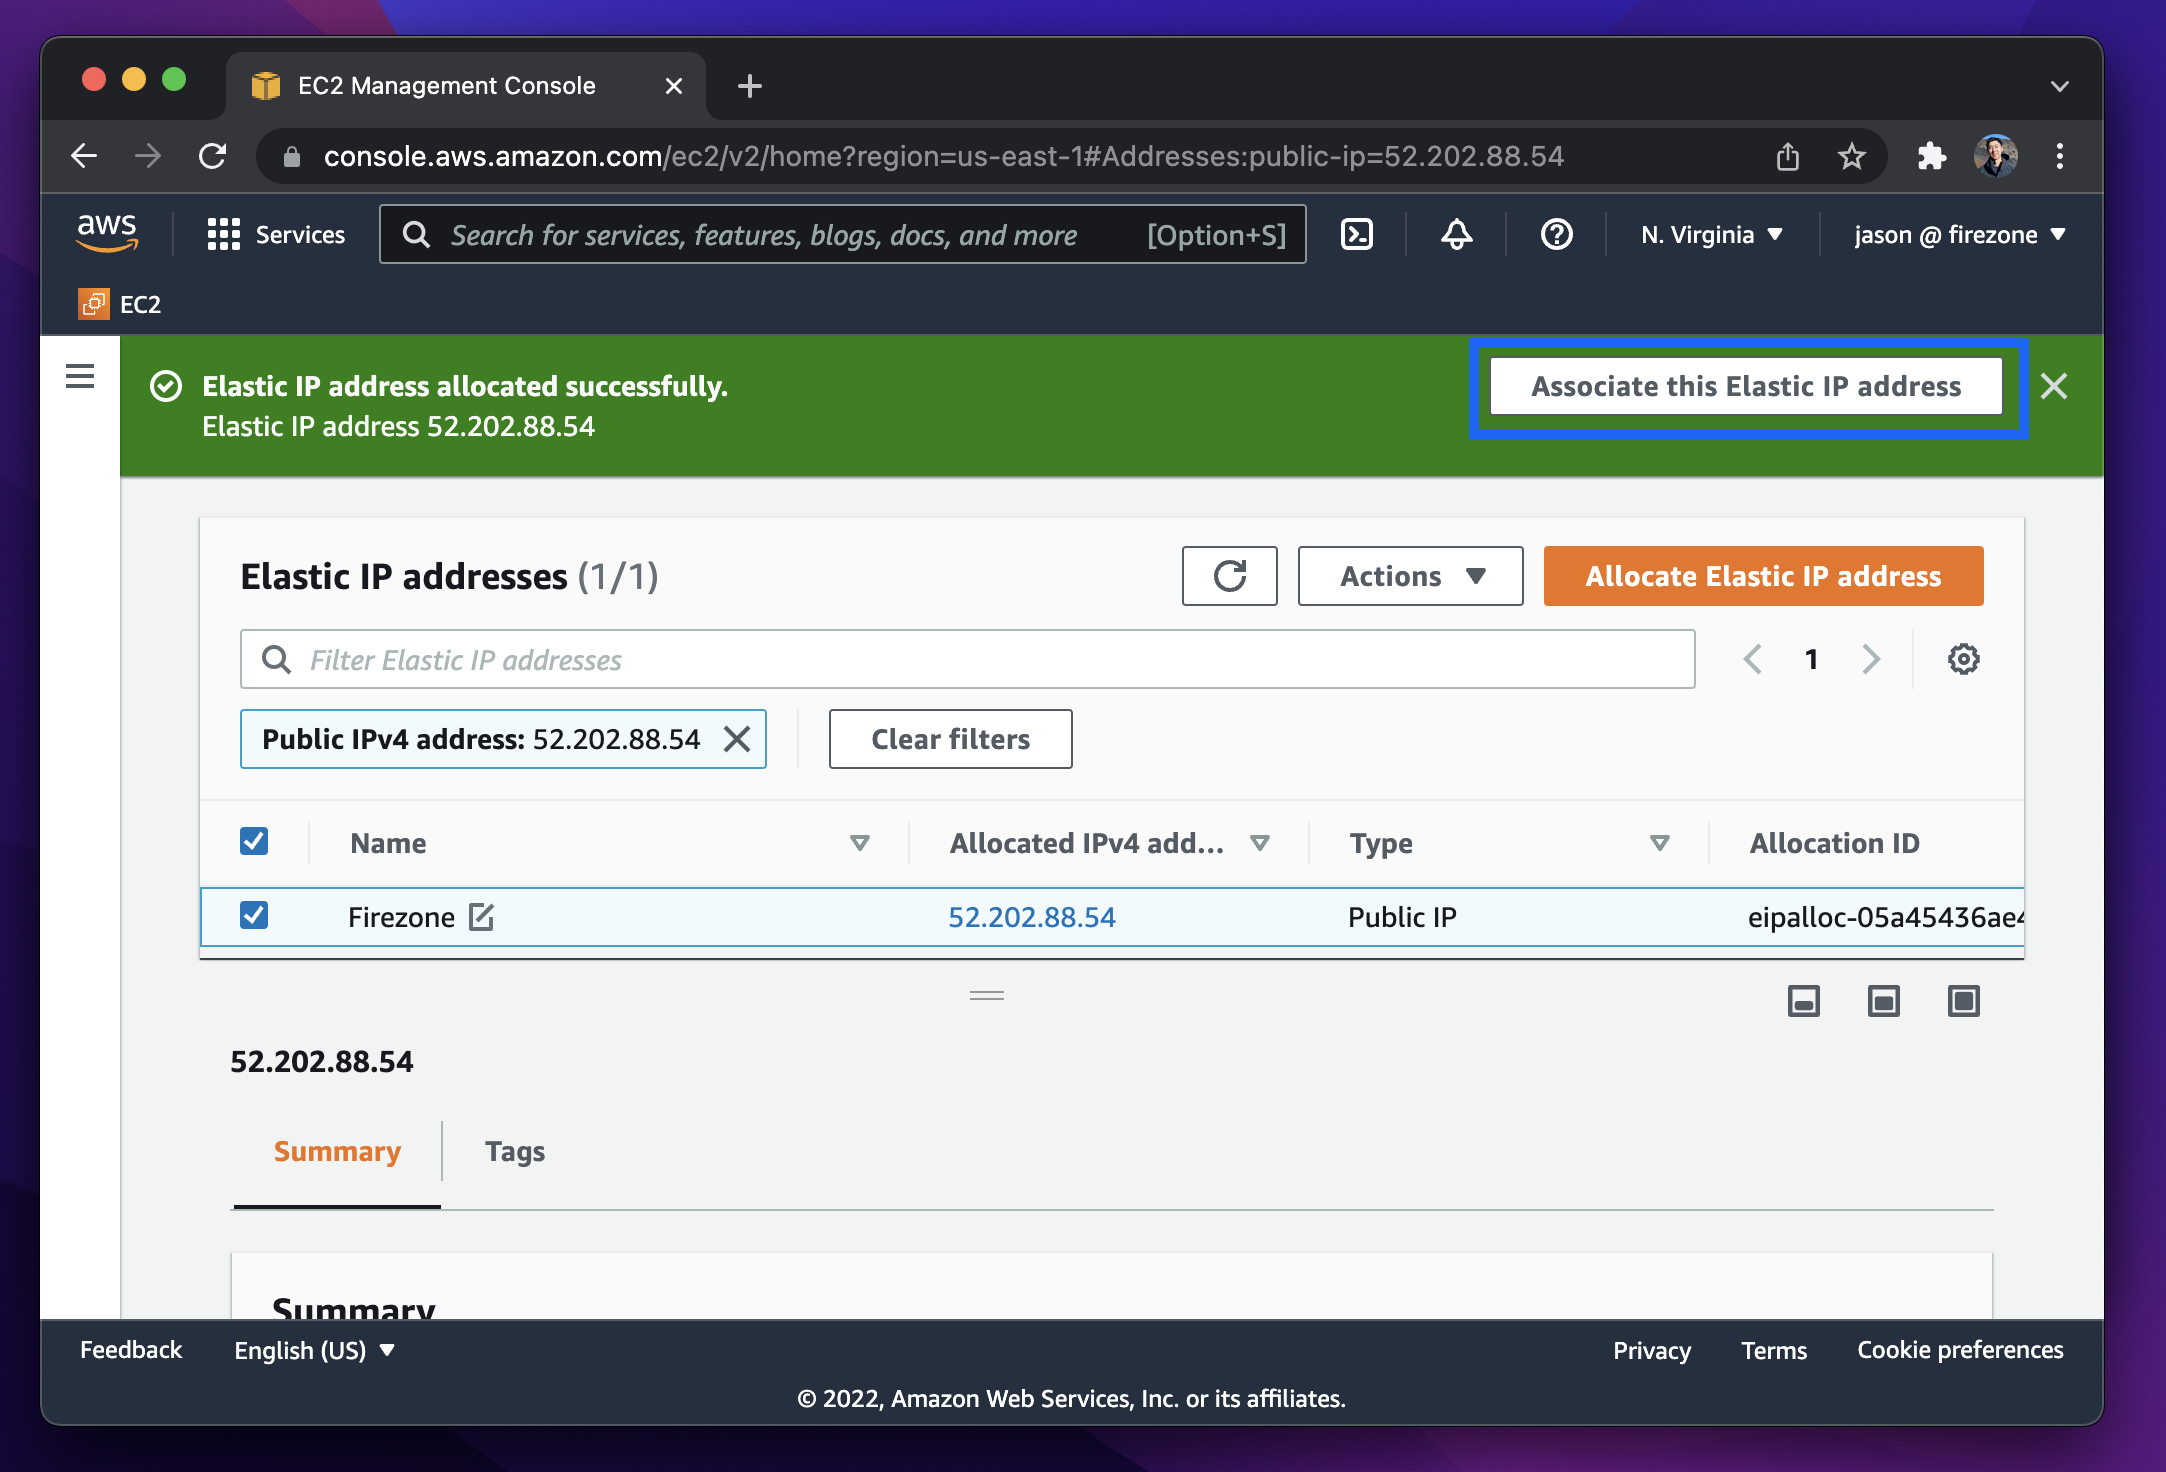 EC2 Management Console
console.aws.amazon.com/ec2/v2/home?region=us-east-1#Addresses:public-ip=52.202.88.54
aws
Services
Search for services, features, blogs, docs, and more
[Option+S]
N. Virginia
jason @ firezone
EC2
Elastic IP address allocated successfully.
Elastic IP address 52.202.88.54
Associate this Elastic IP address
Elastic IP addresses (1/1)
Actions
Allocate Elastic IP address
Filter Elastic IP addresses
1
Public IPv4 address: 52.202.88.54
Clear filters
Name
Allocated IPv4 add...
Type
Allocation ID
Firezone
52.202.88.54
Public IP
eipalloc-05a45436ae4
52.202.88.54
Summary
Tags
Summary
Feedback
English (US)
Privacy
Terms
Cookie preferences
© 2022, Amazon Web Services, Inc. or its affiliates.